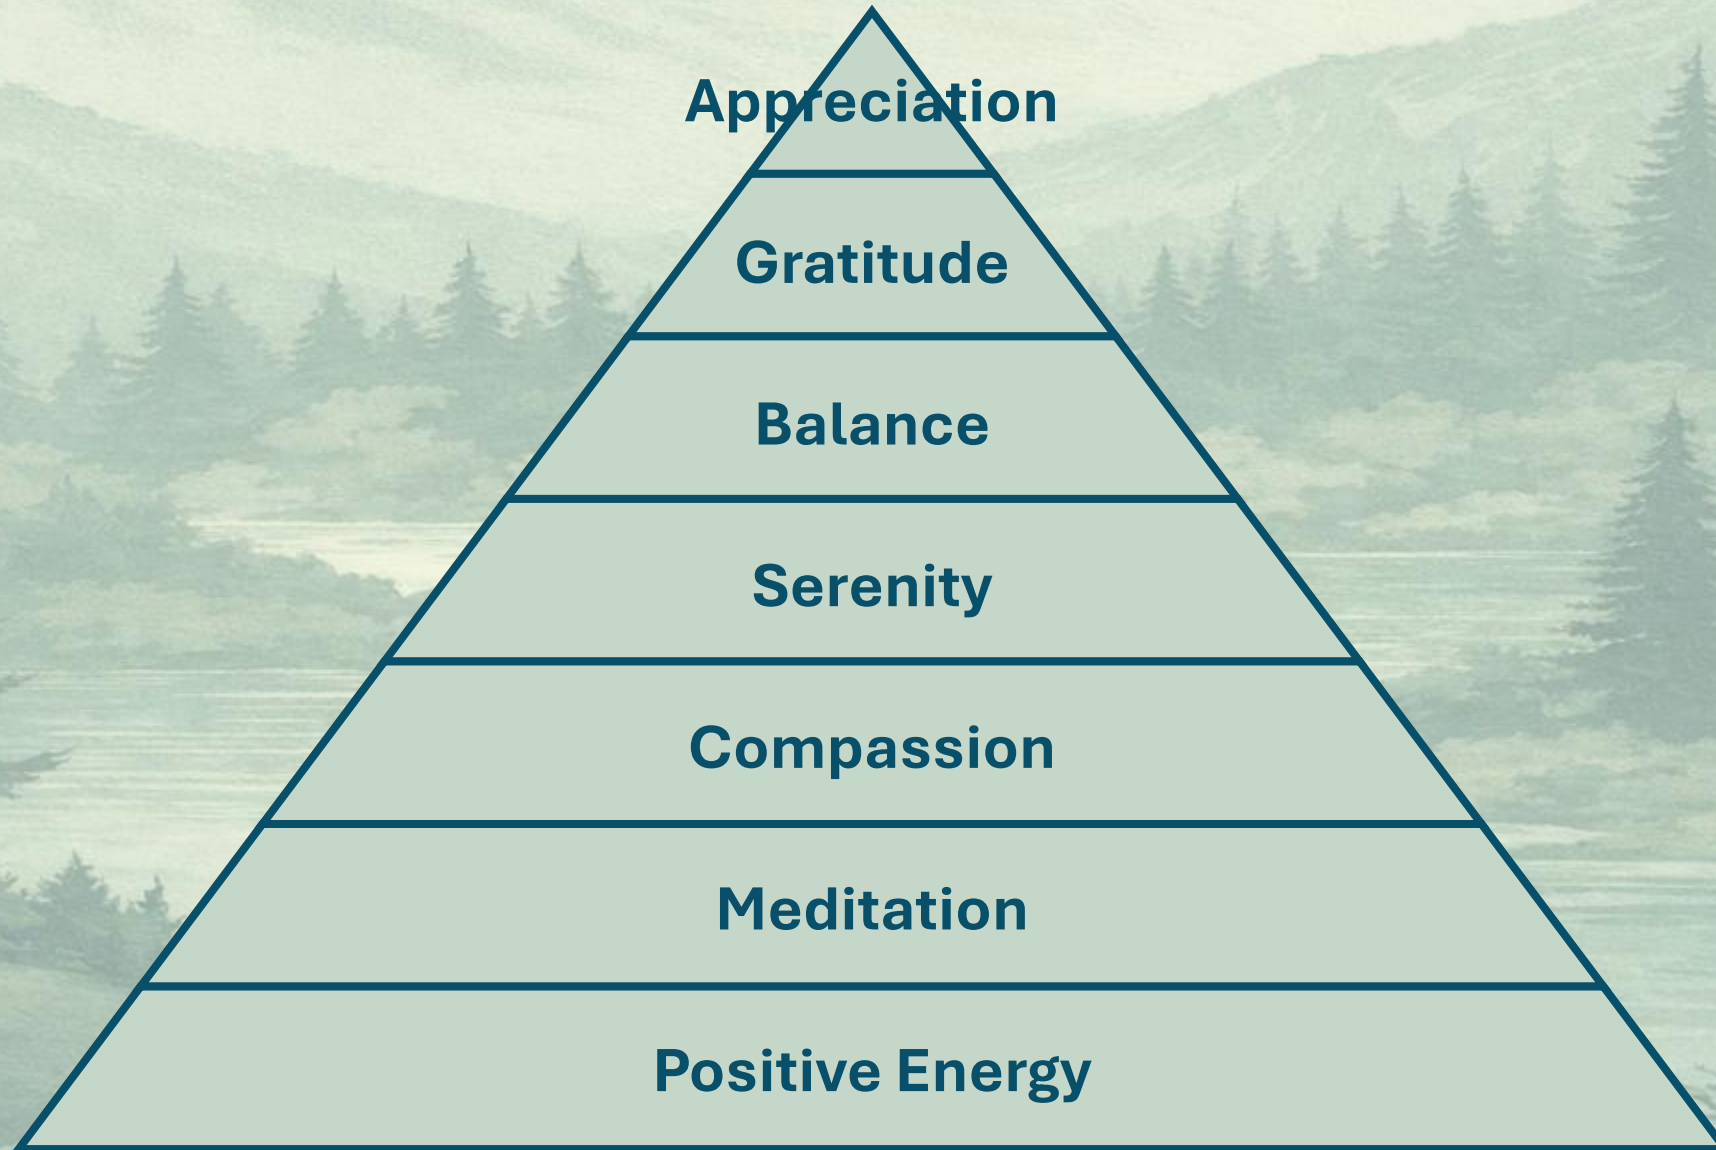 Appreciation
Gratitude
Balance
Serenity
Compassion
Meditation
Positive Energy